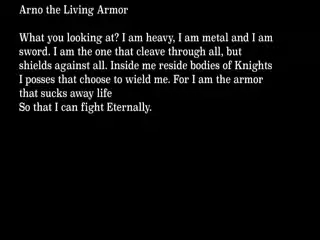 Arno the Living Armor
What you looking at? I am heavy, I am metal and I am
sword. I am the one that cleave through all, but
shields against all. Inside me reside bodies of Knights
I posses that choose to wield me. For I am the armor
that sucks away life
So that I can fight Eternally.